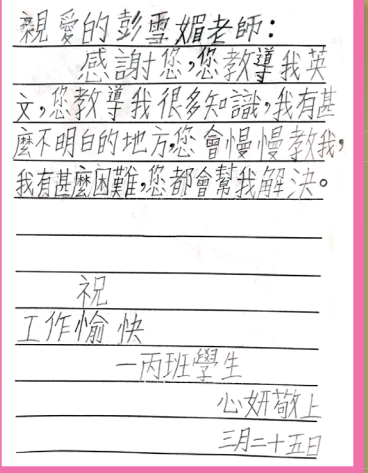 親愛的彭雪媚老師：
感謝您，您教導我英
文，您教導我很多知識，我有甚
麼不明白的地方，您會慢慢教我，
我有甚麼困難，您都會幫我解決。
祝
工作愉快
一丙班學生
心妍敬上
三月二十五日